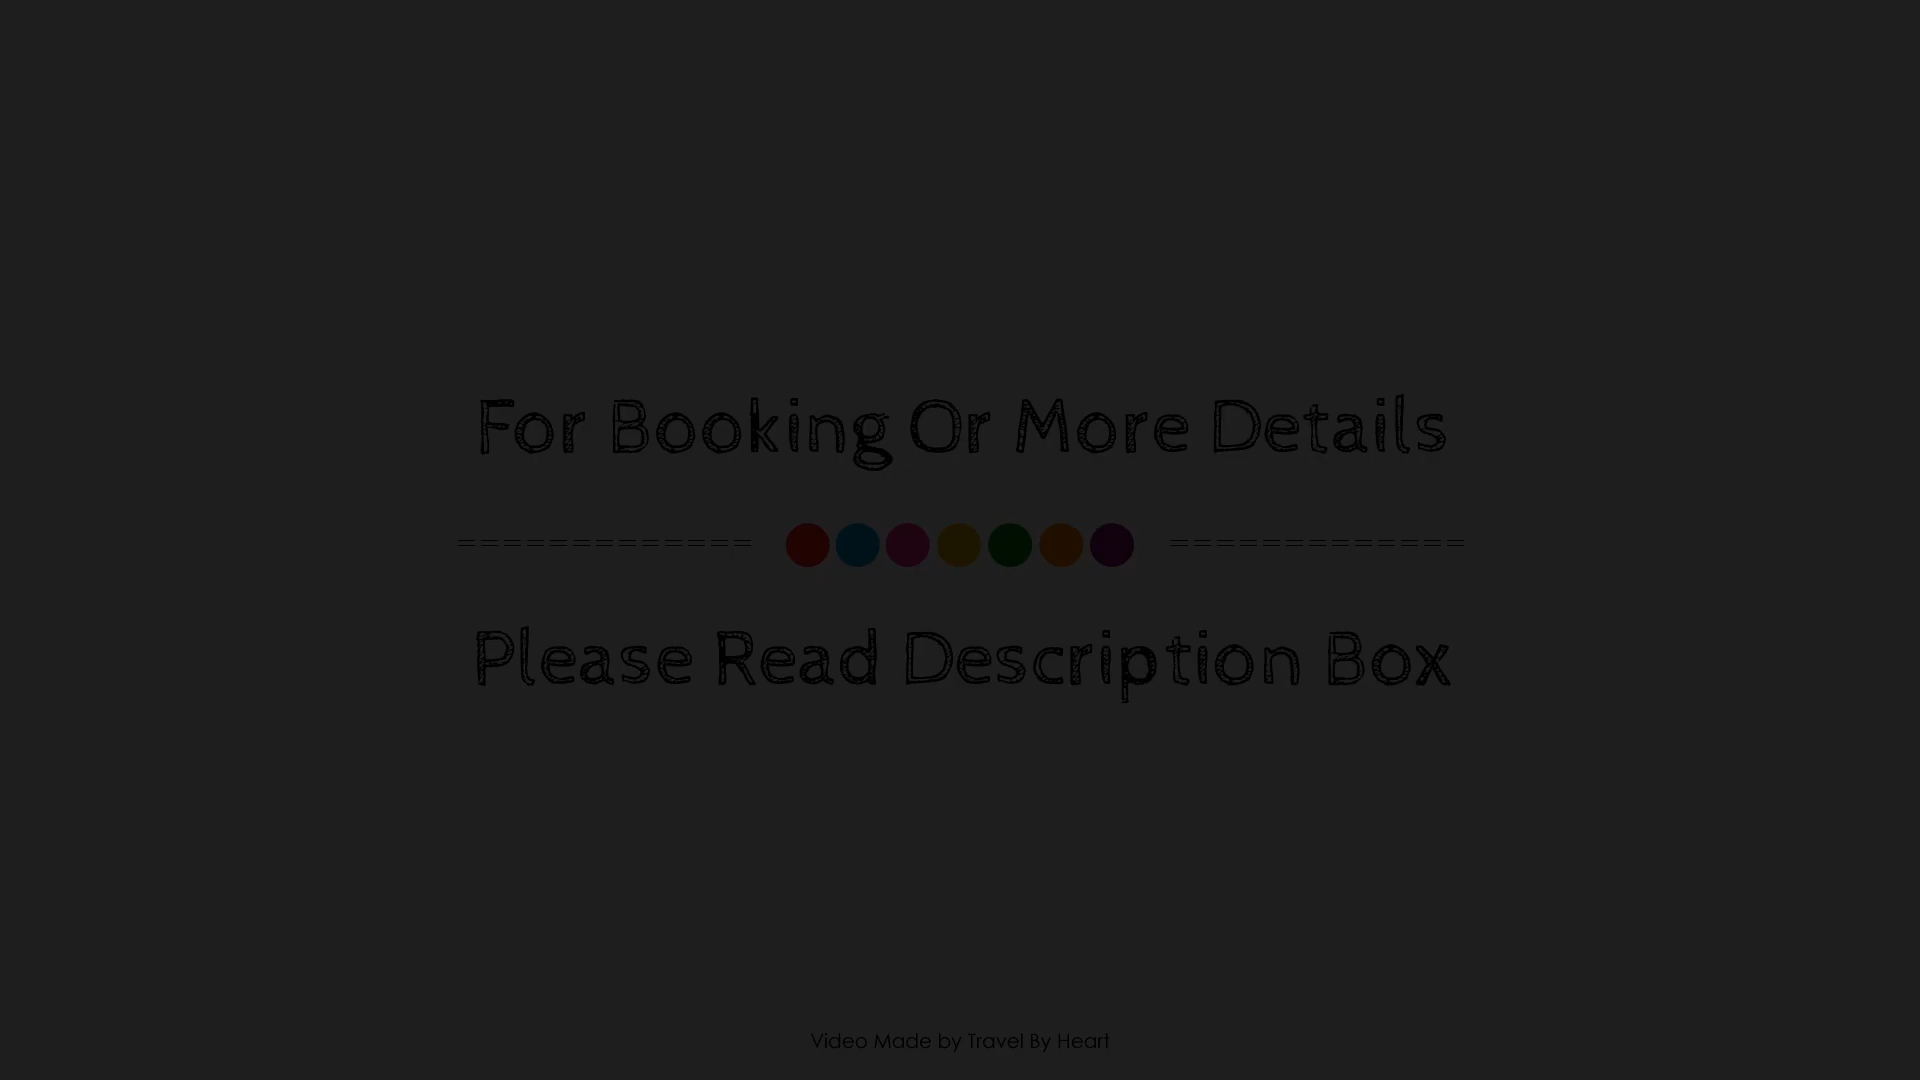 For Booking Or More Details
============= =============
Please Read Description Box
Video Made by Travel By Heart